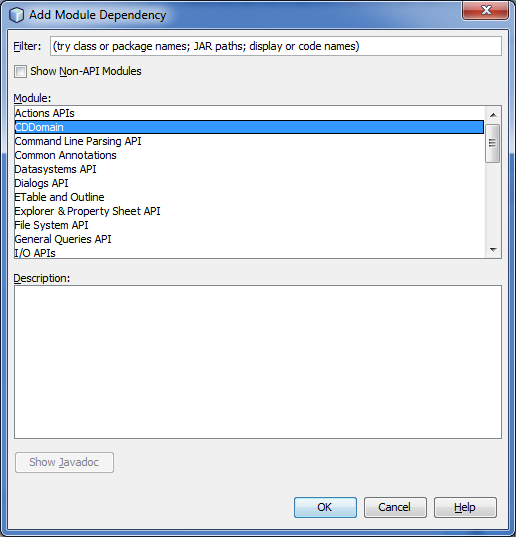 Add Module Dependency
Filter: (try class or package names; JAR paths; display or code names)
Show Non-API Modules
Module:
Actions APIs
CDDomain
Command Line Parsing API
Common Annotations
Datasystems API
Dialogs API
ETable and Outline
Explorer & Property Sheet API
File System API
General Queries API
I/O APIs
Description:
Show Javadoc
OK Cancel Help